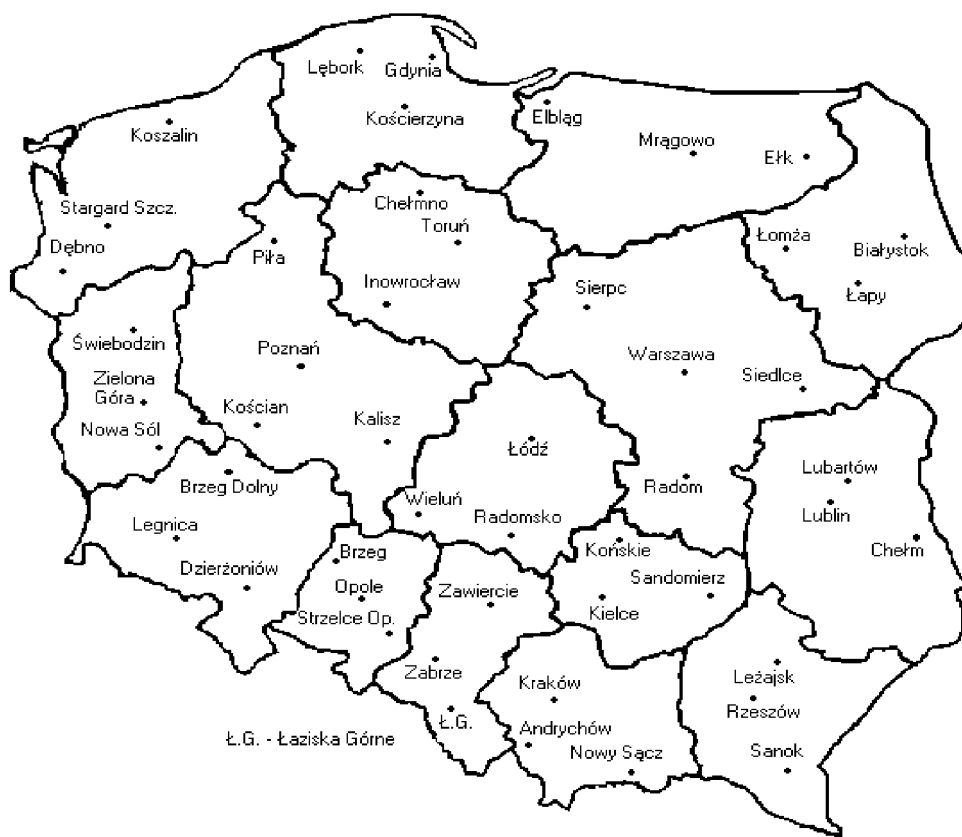 Lębork
Gdynia
Kościerzyna
Elbląg
Koszalin
Mrągowo
Ełk
Chełmno
Toruń
Stargard Szcz.
Dębno
Piła
Łomża
Białystok
Łapy
Inowrocław
Sierpc
Świebodzin
Poznań
Warszawa
Siedlce
Zielona
Góra
Kościan
Kalisz
Nowa Sól
Łódź
Brzeg Dolny
Lubartów
Radom
Wieluń
Radomsko
Lublin
Legnica
Chełm
Brzeg
Końskie
Dzierżoniów
Opole
Zawiercie
Sandomierz
Strzelce Op.
Kielce
Zabrze
Kraków
Leżajsk
Rzeszów
Ł.G.
Andrychów
Ł.G. - Łaziska Górne
Nowy Sącz
Sanok